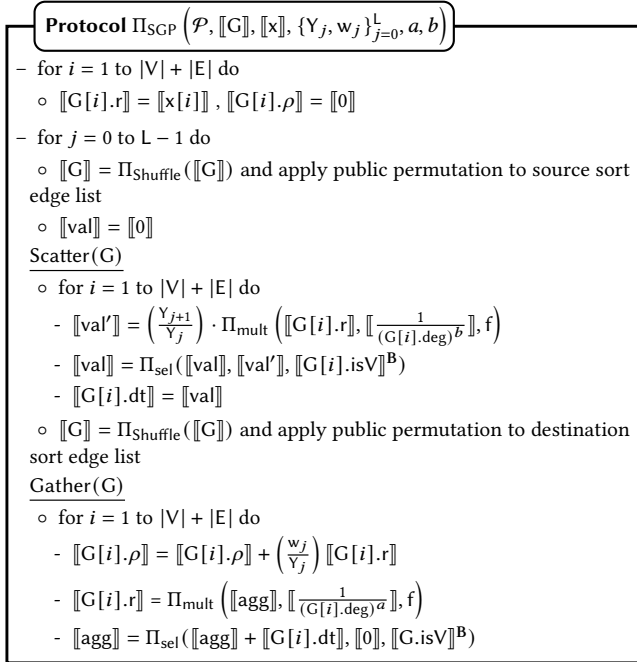 Protocol Π_SGP (𝒫, ⟦G⟧, ⟦x⟧, {Y_j, w_j}_{j=0}^{L}, a, b)
– for i = 1 to |V| + |E| do
∘ ⟦G[i].r⟧ = ⟦x[i]⟧ , ⟦G[i].ρ⟧ = ⟦0⟧
– for j = 0 to L − 1 do
∘ ⟦G⟧ = Π_Shuffle(⟦G⟧) and apply public permutation to source sort
edge list
∘ ⟦val⟧ = ⟦0⟧
Scatter(G)
∘ for i = 1 to |V| + |E| do
- ⟦val′⟧ = (Y_{j+1}/Y_j) · Π_mult (⟦G[i].r⟧, ⟦1/(G[i].deg)^b⟧, f)
- ⟦val⟧ = Π_sel(⟦val⟧, ⟦val′⟧, ⟦G[i].isV⟧^B)
- ⟦G[i].dt⟧ = ⟦val⟧
∘ ⟦G⟧ = Π_Shuffle(⟦G⟧) and apply public permutation to destination
sort edge list
Gather(G)
∘ for i = 1 to |V| + |E| do
- ⟦G[i].ρ⟧ = ⟦G[i].ρ⟧ + (w_j/Y_j) ⟦G[i].r⟧
- ⟦G[i].r⟧ = Π_mult (⟦agg⟧, ⟦1/(G[i].deg)^a⟧, f)
- ⟦agg⟧ = Π_sel(⟦agg⟧ + ⟦G[i].dt⟧, ⟦0⟧, ⟦G.isV⟧^B)